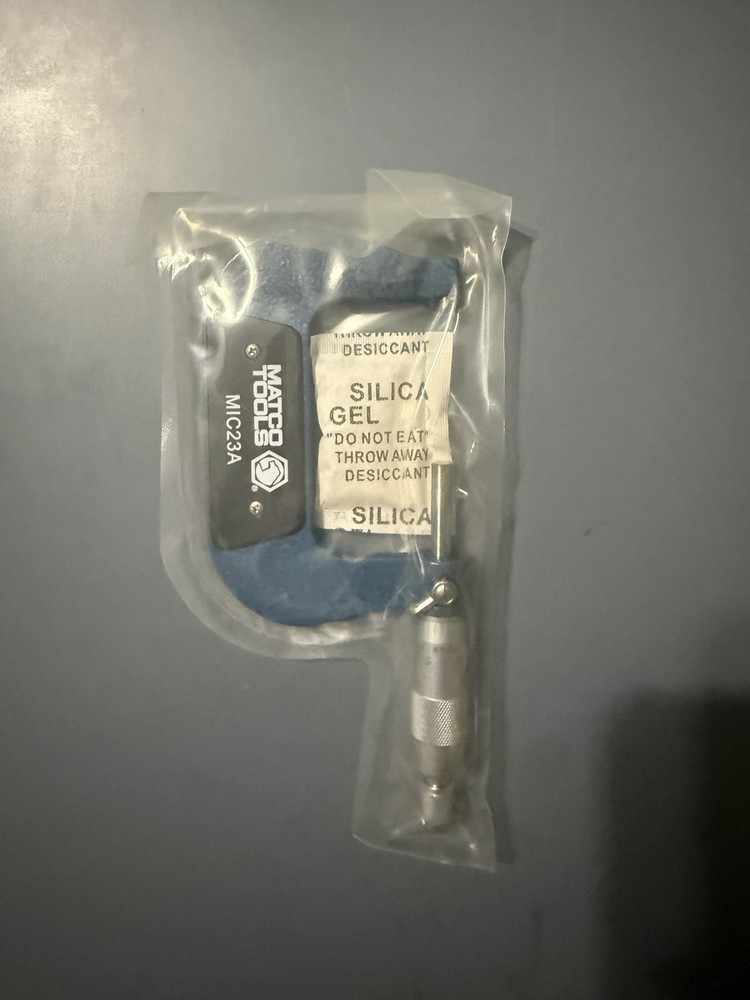 MATCO
TOOLS
®
MIC23A
DESICCANT
SILICA
GEL
"DO NOT EAT"
THROW AWAY
DESICCANT
SILICA